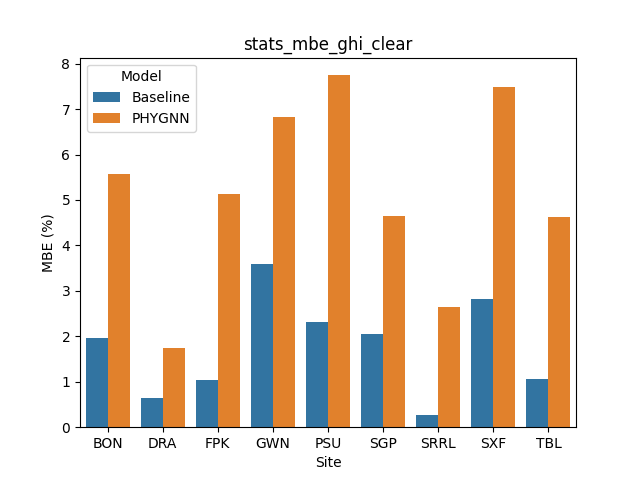 stats_mbe_ghi_clear
Model
Baseline
PHYGNN
MBE (%)
8
7
6
5
4
3
2
1
0
BON DRA FPK GWN PSU SGP SRRL SXF TBL
Site